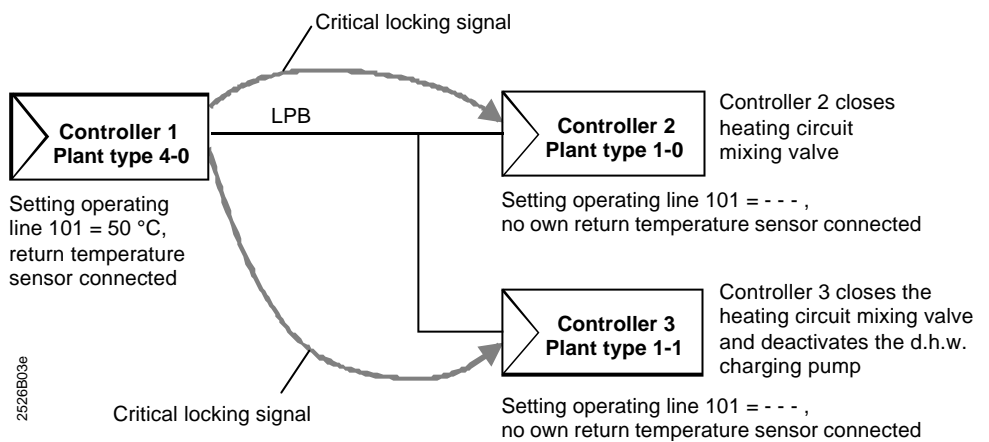 Critical locking signal
LPB
Controller 1
Plant type 4-0
Setting operating
line 101 = 50 °C,
return temperature
sensor connected
Controller 2
Plant type 1-0
Controller 2 closes
heating circuit
mixing valve
Setting operating line 101 = - - - ,
no own return temperature sensor connected
Controller 3
Plant type 1-1
Controller 3 closes the
heating circuit mixing valve
and deactivates the d.h.w.
charging pump
Setting operating line 101 = - - - ,
no own return temperature sensor connected
Critical locking signal
2526B03e